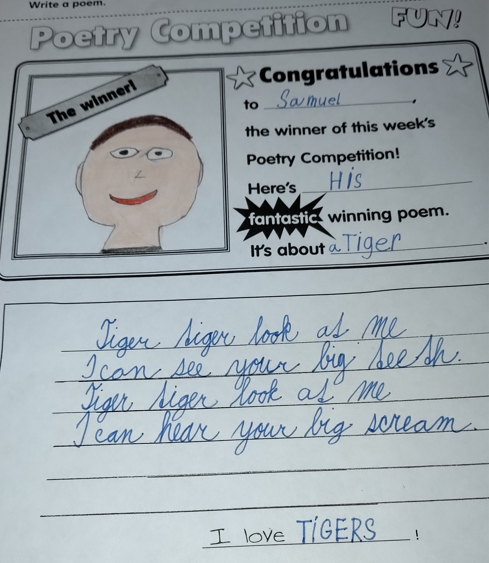 Write a poem.
Poetry Competition FUN!
The winner!
Congratulations
to Samuel,
the winner of this week's
Poetry Competition!
Here's His
fantastic winning poem.
It's about a Tiger.
Tiger tiger look at me
I can see your big teeth.
Tiger tiger look at me
I can hear your big scream.
I love TiGERS!